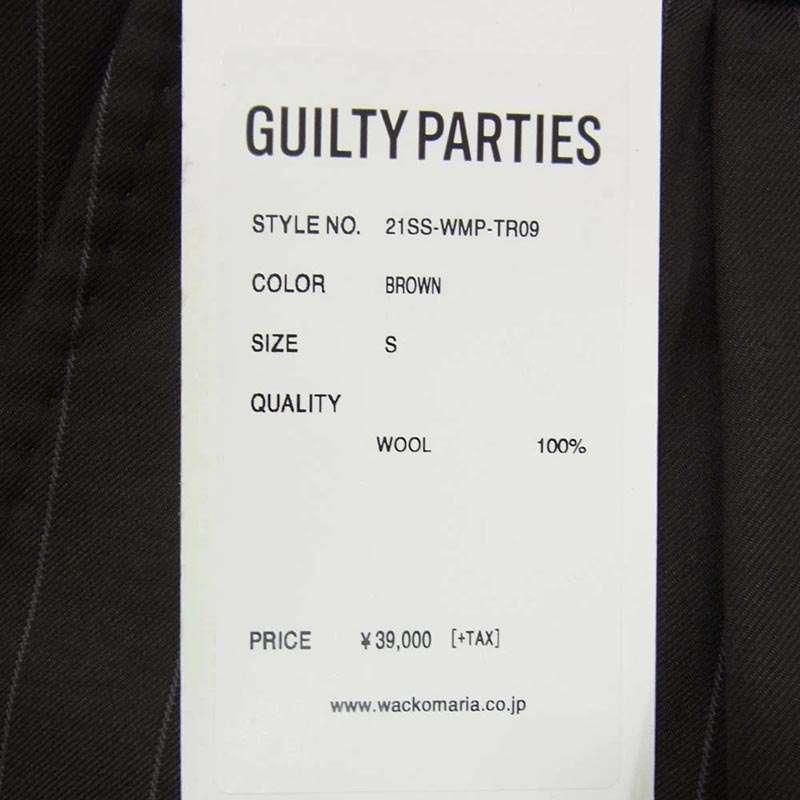 GUILTY PARTIES
STYLE NO. 21SS-WMP-TR09
COLOR BROWN
SIZE S
QUALITY
WOOL 100%
PRICE ¥39,000 [+TAX]
www.wackomaria.co.jp